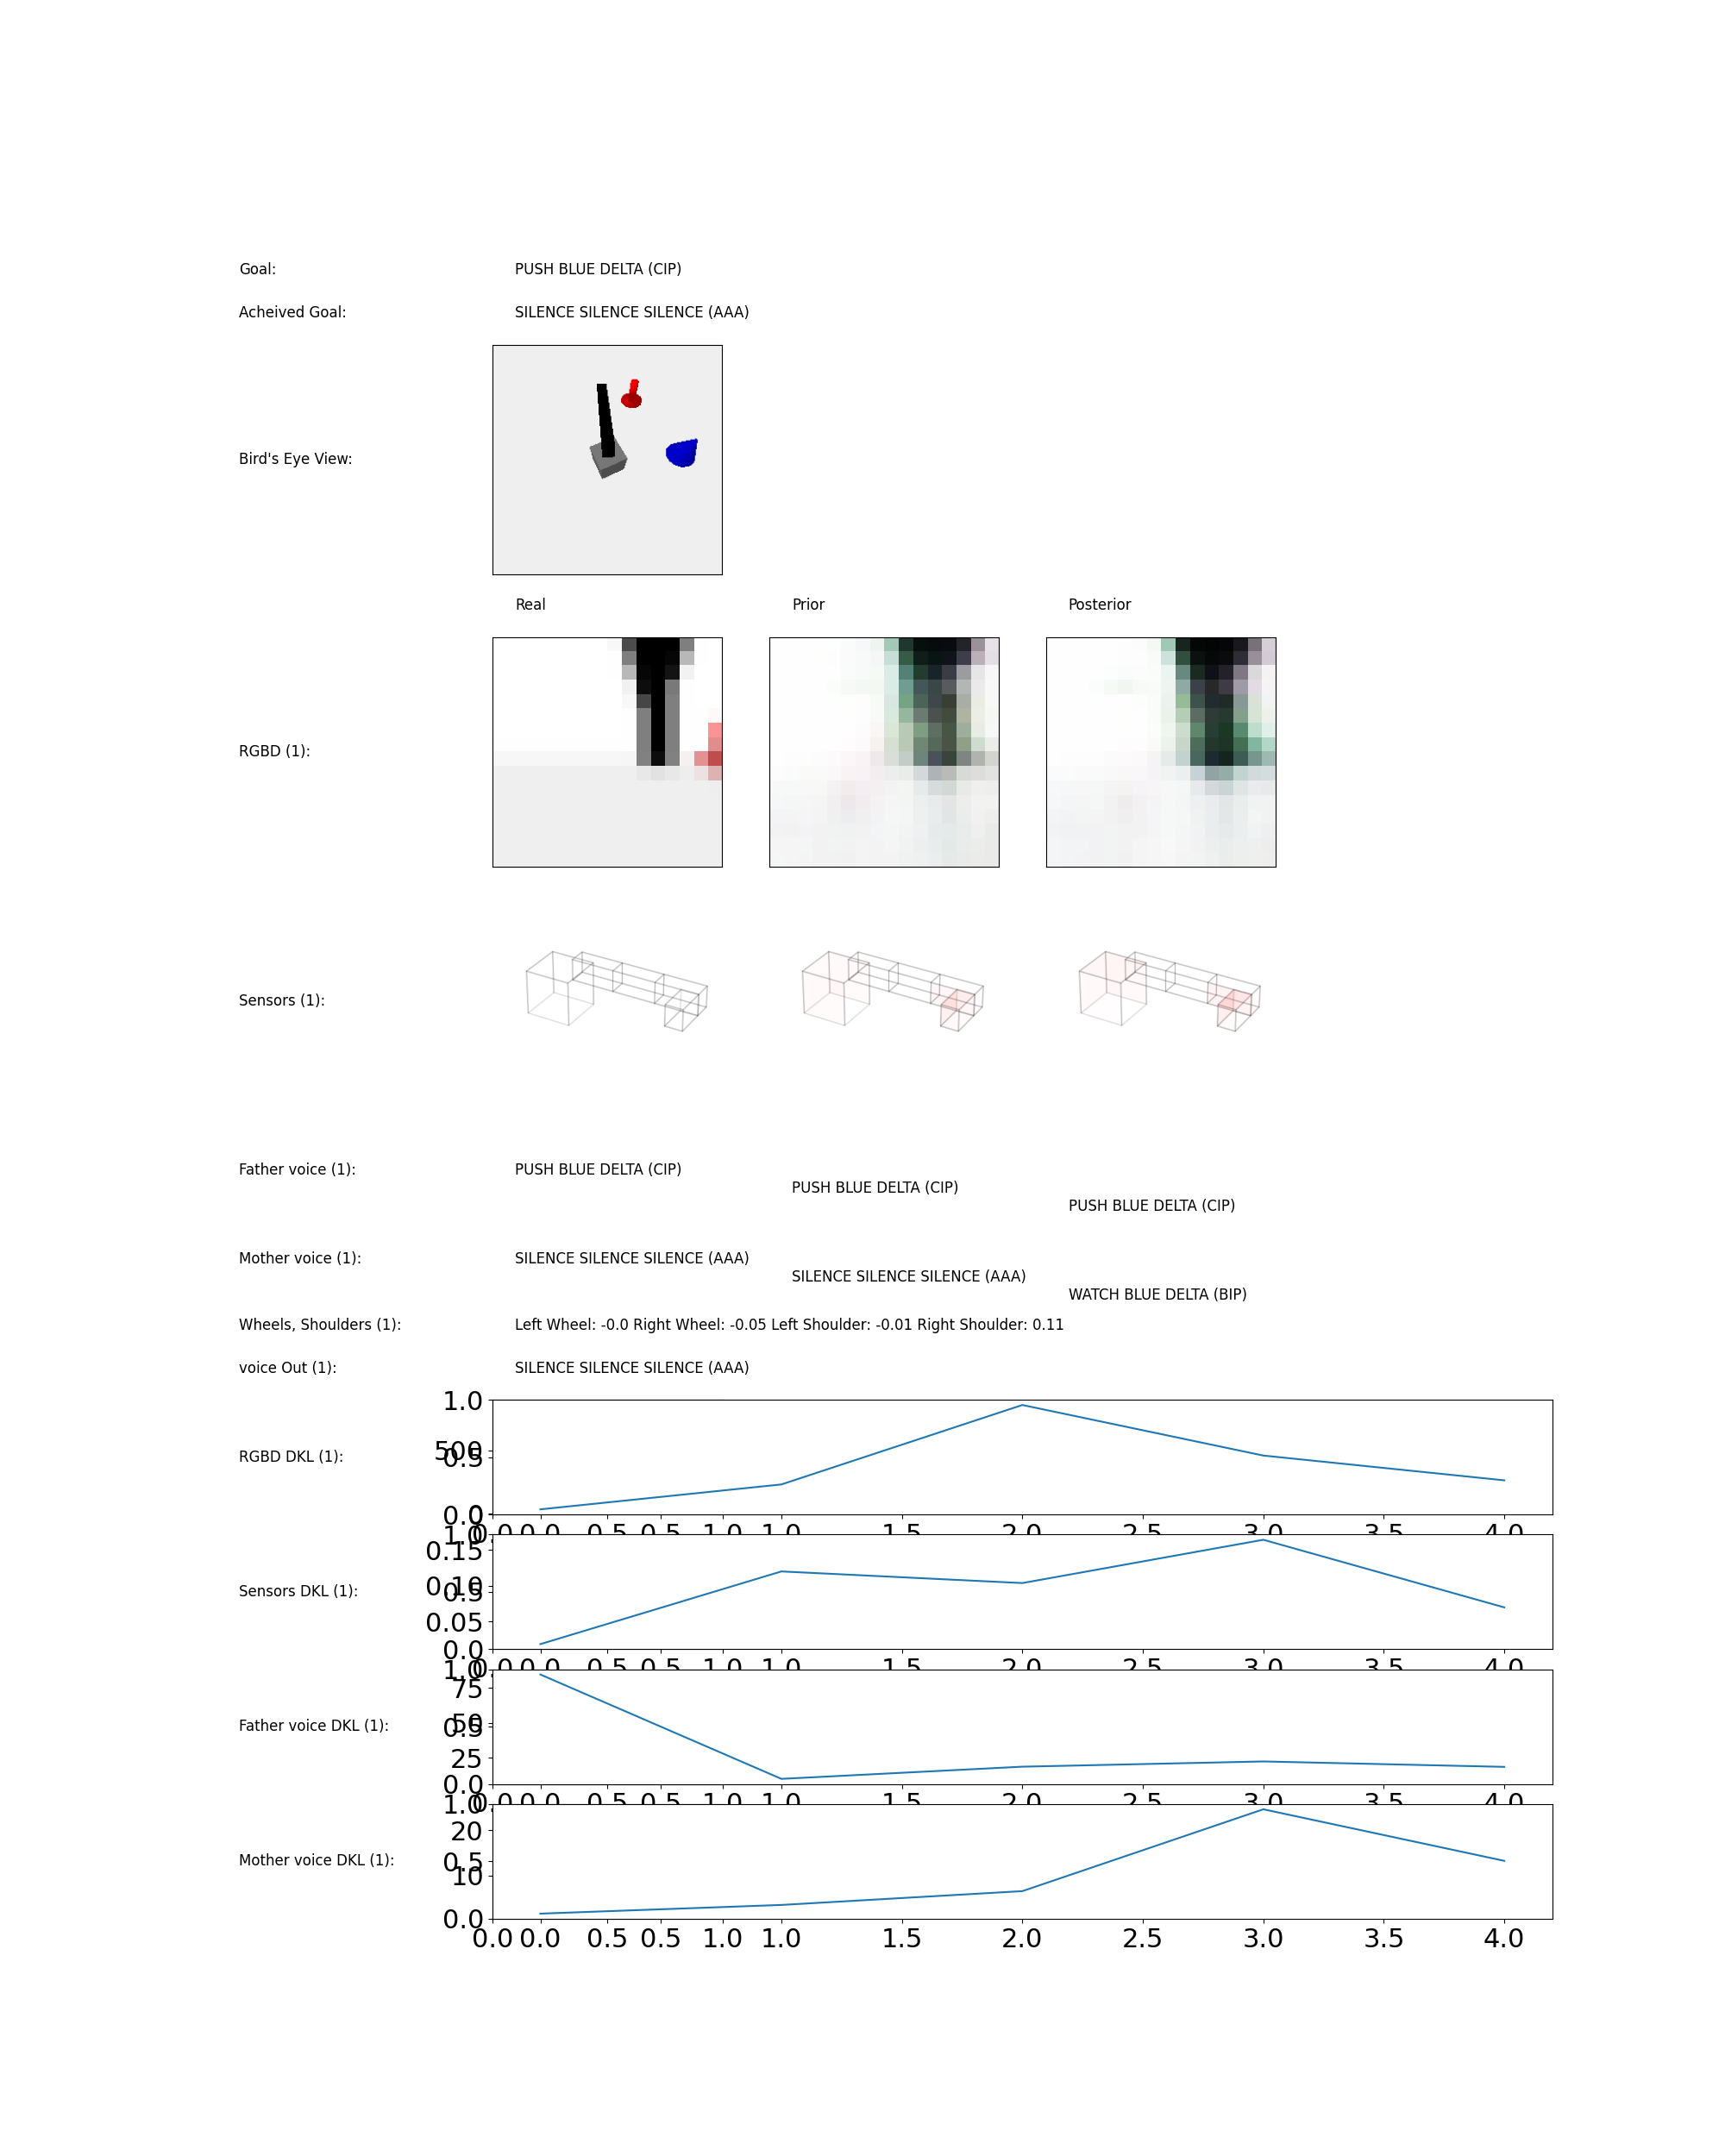 Goal: PUSH BLUE DELTA (CIP)
Acheived Goal: SILENCE SILENCE SILENCE (AAA)
Bird's Eye View:
Real Prior Posterior
RGBD (1):
Sensors (1):
Father voice (1): PUSH BLUE DELTA (CIP)
PUSH BLUE DELTA (CIP)
PUSH BLUE DELTA (CIP)
Mother voice (1): SILENCE SILENCE SILENCE (AAA)
SILENCE SILENCE SILENCE (AAA)
WATCH BLUE DELTA (BIP)
Wheels, Shoulders (1): Left Wheel: -0.0 Right Wheel: -0.05 Left Shoulder: -0.01 Right Shoulder: 0.11
voice Out (1): SILENCE SILENCE SILENCE (AAA)
1.0
500
RGBD DKL (1): 0.5
0.0 0
0.0 0.0 0.5 0.5 1.0 1.0 1.5 2.0 2.5 3.0 3.5 4.0
1.0
0.15
0.10
Sensors DKL (1): 0.5
0.05
0.0
0.0 0.0 0.5 0.5 1.0 1.0 1.5 2.0 2.5 3.0 3.5 4.0
1.0
75
50
Father voice DKL (1): 0.5
25
0.0
0.0 0.0 0.5 0.5 1.0 1.0 1.5 2.0 2.5 3.0 3.5 4.0
1.0
20
Mother voice DKL (1): 0.5
10
0.0
0.0 0.0 0.5 0.5 1.0 1.0 1.5 2.0 2.5 3.0 3.5 4.0